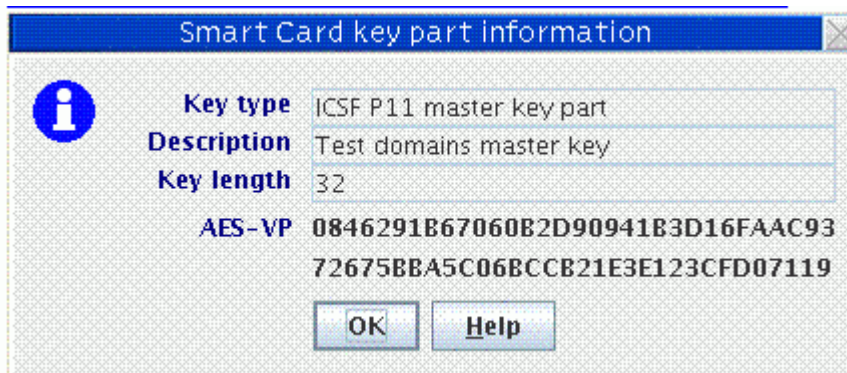 Smart Card key part information
Key type ICSF P11 master key part
Description Test domains master key
Key length 32
AES-VP 0846291B67060B2D90941B3D16FAAC93
72675BBA5C06BCCB21E3E123CFD07119
OK Help